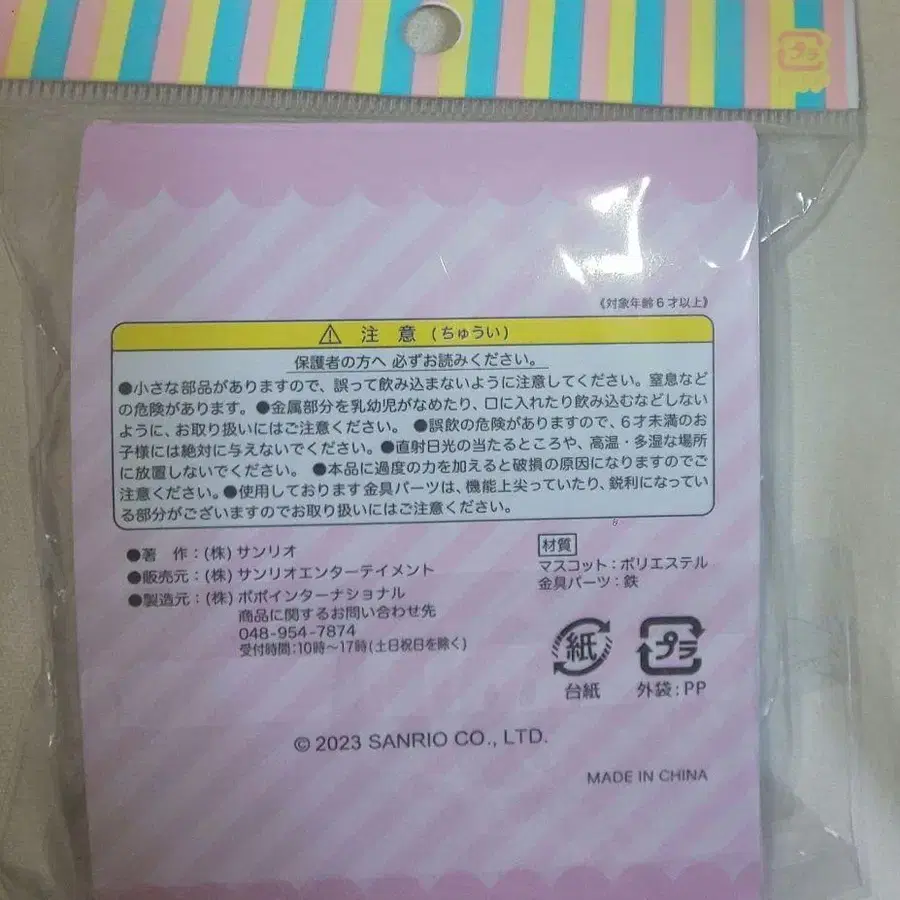 プラ
《対象年齢6才以上》
注意(ちゅうい)
保護者の方へ 必ずお読みください。
●小さな部品がありますので、誤って飲み込まないように注意してください。窒息など
の危険があります。●金属部分を乳幼児がなめたり、口に入れたり飲み込むなどしない
ように、お取り扱いにはご注意ください。 ●誤飲の危険がありますので、6才未満のお
子様には絶対に与えないでください。●直射日光の当たるところや、高温・多湿な場所
に放置しないでください。 ●本品に過度の力を加えると破損の原因になりますのでご
注意ください。●使用しております金具パーツは、機能上尖っていたり、鋭利になってい
る部分がございますのでお取り扱いにはご注意ください。
●著 作:(株)サンリオ
●販売元:(株)サンリオエンターテイメント
●製造元:(株)ポポインターナショナル
商品に関するお問い合わせ先
048-954-7874
受付時間:10時～17時(土日祝日を除く)
材質
マスコット:ポリエステル
金具パーツ:鉄
紙 プラ
台紙 外袋:PP
© 2023 SANRIO CO., LTD.
MADE IN CHINA